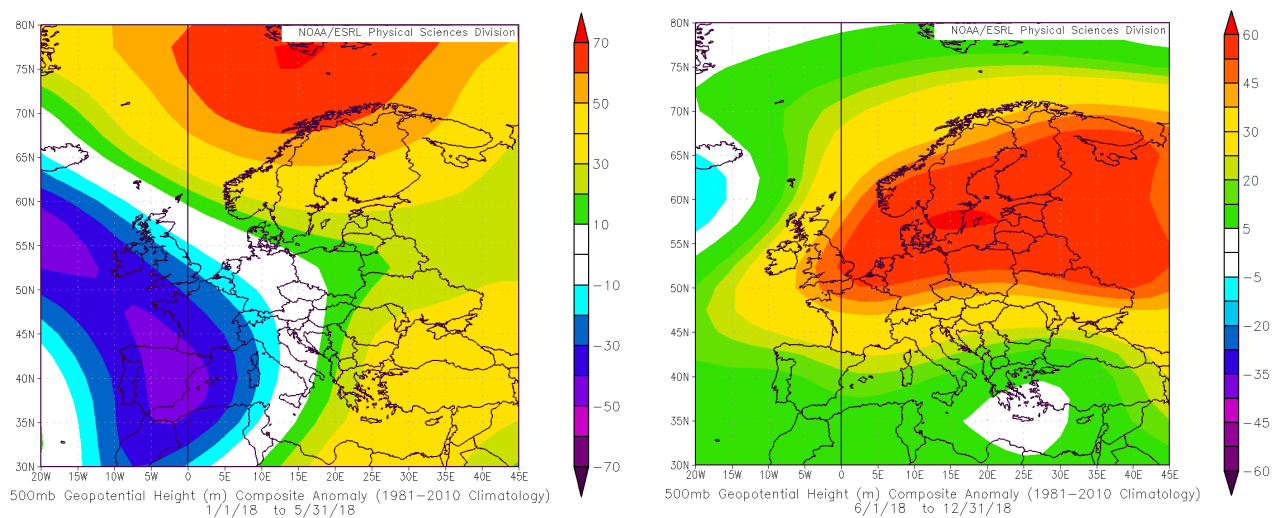 NOAA/ESRL Physical Sciences Division
80N
75N
70N
65N
60N
55N
50N
45N
40N
35N
30N
20W 15W 10W 5W 0 5E 10E 15E 20E 25E 30E 35E 40E 45E
70
50
30
10
−10
−30
−50
−70
500mb Geopotential Height (m) Composite Anomaly (1981−2010 Climatology)
1/1/18 to 5/31/18
NOAA/ESRL Physical Sciences Division
80N
75N
70N
65N
60N
55N
50N
45N
40N
35N
30N
20W 15W 10W 5W 0 5E 10E 15E 20E 25E 30E 35E 40E 45E
60
45
35
20
5
−5
−20
−35
−45
−60
500mb Geopotential Height (m) Composite Anomaly (1981−2010 Climatology)
6/1/18 to 12/31/18